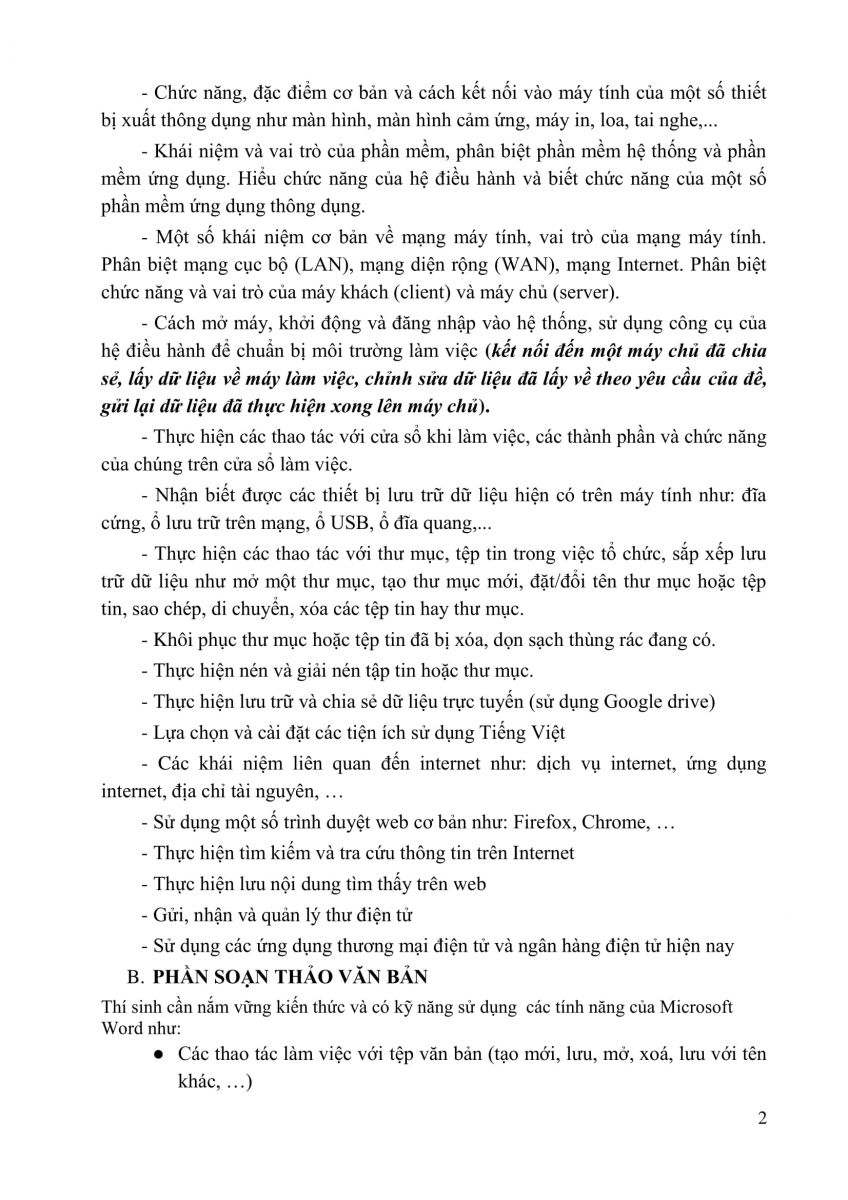 - Chức năng, đặc điểm cơ bản và cách kết nối vào máy tính của một số thiết
bị xuất thông dụng như màn hình, màn hình cảm ứng, máy in, loa, tai nghe,...
- Khái niệm và vai trò của phần mềm, phân biệt phần mềm hệ thống và phần
mềm ứng dụng. Hiểu chức năng của hệ điều hành và biết chức năng của một số
phần mềm ứng dụng thông dụng.
- Một số khái niệm cơ bản về mạng máy tính, vai trò của mạng máy tính.
Phân biệt mạng cục bộ (LAN), mạng diện rộng (WAN), mạng Internet. Phân biệt
chức năng và vai trò của máy khách (client) và máy chủ (server).
- Cách mở máy, khởi động và đăng nhập vào hệ thống, sử dụng công cụ của
hệ điều hành để chuẩn bị môi trường làm việc (kết nối đến một máy chủ đã chia
sẻ, lấy dữ liệu về máy làm việc, chỉnh sửa dữ liệu đã lấy về theo yêu cầu của đề,
gửi lại dữ liệu đã thực hiện xong lên máy chủ).
- Thực hiện các thao tác với cửa sổ khi làm việc, các thành phần và chức năng
của chúng trên cửa sổ làm việc.
- Nhận biết được các thiết bị lưu trữ dữ liệu hiện có trên máy tính như: đĩa
cứng, ổ lưu trữ trên mạng, ổ USB, ổ đĩa quang,...
- Thực hiện các thao tác với thư mục, tệp tin trong việc tổ chức, sắp xếp lưu
trữ dữ liệu như mở một thư mục, tạo thư mục mới, đặt/đổi tên thư mục hoặc tệp
tin, sao chép, di chuyển, xóa các tệp tin hay thư mục.
- Khôi phục thư mục hoặc tệp tin đã bị xóa, dọn sạch thùng rác đang có.
- Thực hiện nén và giải nén tập tin hoặc thư mục.
- Thực hiện lưu trữ và chia sẻ dữ liệu trực tuyến (sử dụng Google drive)
- Lựa chọn và cài đặt các tiện ích sử dụng Tiếng Việt
- Các khái niệm liên quan đến internet như: dịch vụ internet, ứng dụng
internet, địa chỉ tài nguyên, …
- Sử dụng một số trình duyệt web cơ bản như: Firefox, Chrome, …
- Thực hiện tìm kiếm và tra cứu thông tin trên Internet
- Thực hiện lưu nội dung tìm thấy trên web
- Gửi, nhận và quản lý thư điện tử
- Sử dụng các ứng dụng thương mại điện tử và ngân hàng điện tử hiện nay
B. PHẦN SOẠN THẢO VĂN BẢN
Thí sinh cần nắm vững kiến thức và có kỹ năng sử dụng các tính năng của Microsoft
Word như:
● Các thao tác làm việc với tệp văn bản (tạo mới, lưu, mở, xoá, lưu với tên
khác, …)
2